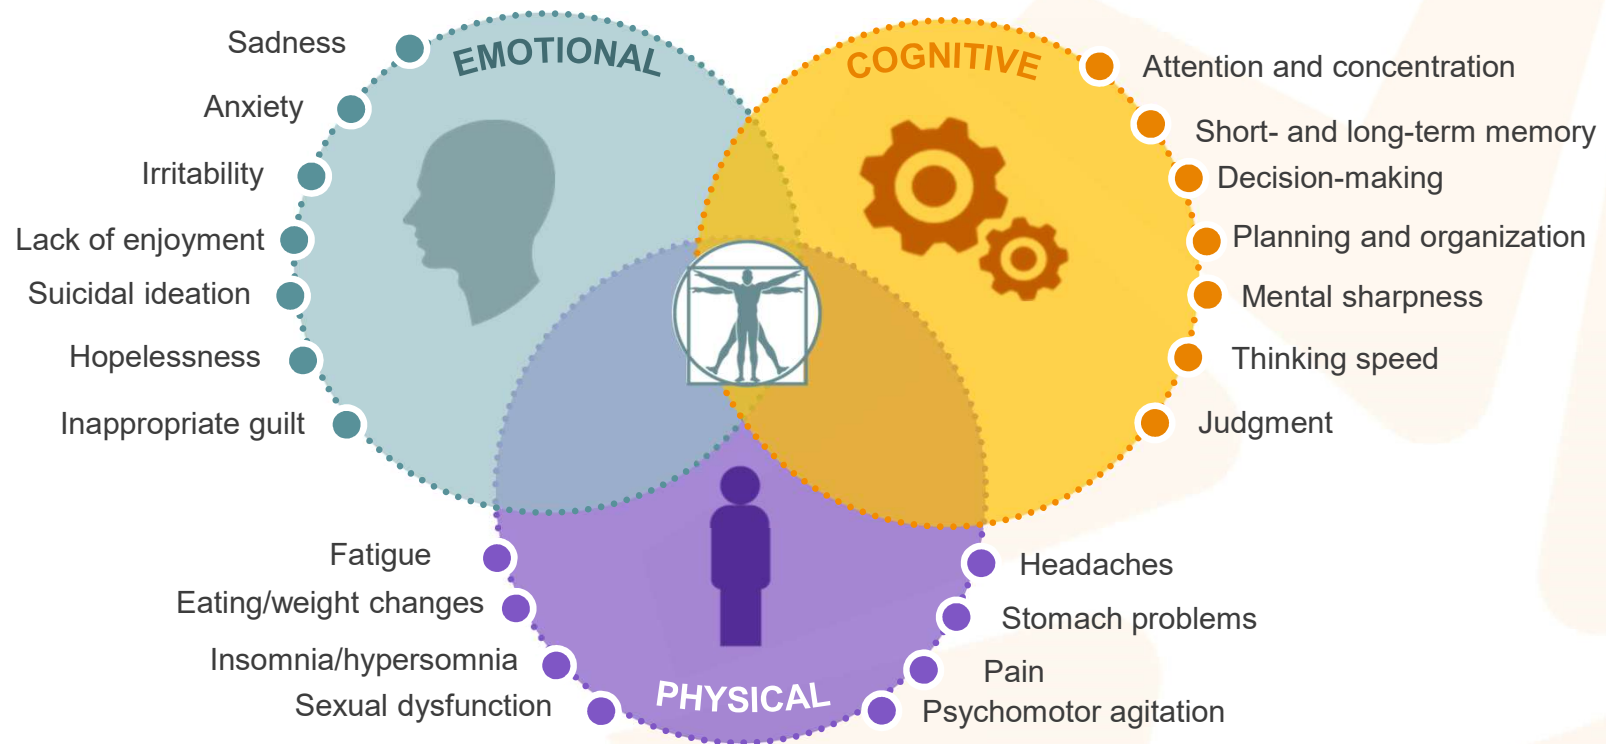 EMOTIONAL
Sadness
Anxiety
Irritability
Lack of enjoyment
Suicidal ideation
Hopelessness
Inappropriate guilt
COGNITIVE
Attention and concentration
Short- and long-term memory
Decision-making
Planning and organization
Mental sharpness
Thinking speed
Judgment
PHYSICAL
Fatigue
Eating/weight changes
Insomnia/hypersomnia
Sexual dysfunction
Headaches
Stomach problems
Pain
Psychomotor agitation